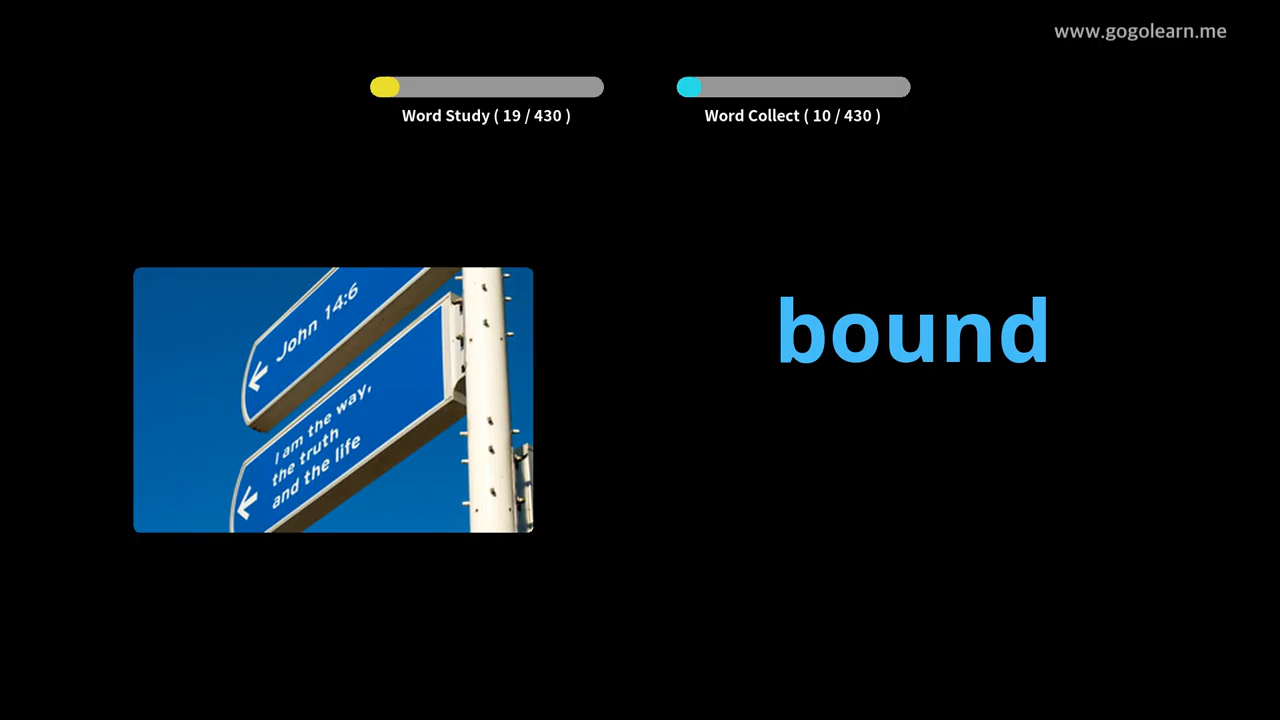 www.gogolearn.me
Word Study ( 19 / 430 )
Word Collect ( 10 / 430 )
bound
John 14:6
I am the way,
the truth
and the life